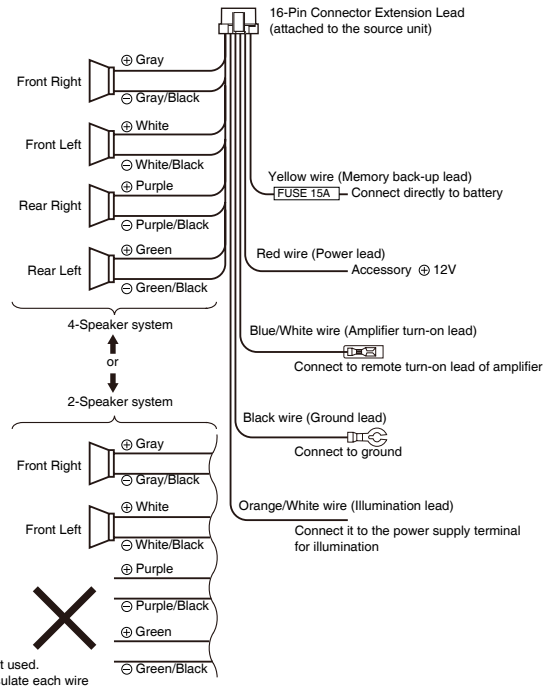 16-Pin Connector Extension Lead
(attached to the source unit)
⊕ Gray
Front Right
⊖ Gray/Black
⊕ White
Front Left
⊖ White/Black
⊕ Purple
Rear Right
⊖ Purple/Black
⊕ Green
Rear Left
⊖ Green/Black
4-Speaker system
or
2-Speaker system
⊕ Gray
Front Right
⊖ Gray/Black
⊕ White
Front Left
⊖ White/Black
⊕ Purple
⊖ Purple/Black
⊕ Green
⊖ Green/Black
t used.
ulate each wire
Yellow wire (Memory back-up lead)
FUSE 15A
Connect directly to battery
Red wire (Power lead)
Accessory ⊕ 12V
Blue/White wire (Amplifier turn-on lead)
Connect to remote turn-on lead of amplifier
Black wire (Ground lead)
Connect to ground
Orange/White wire (Illumination lead)
Connect it to the power supply terminal
for illumination